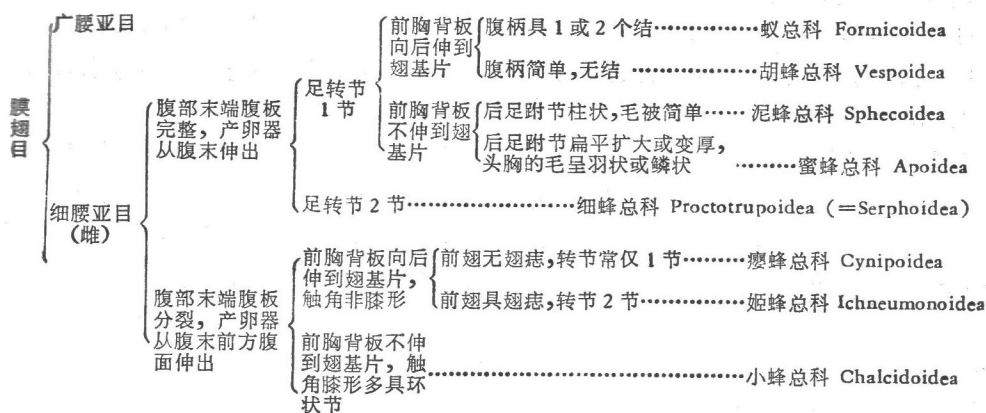 膜翅目
广腰亚目
细腰亚目
(雌)
腹部末端腹板
完整，产卵器
从腹末伸出
足转节
1节
前胸背板
向后伸到
翅基片
腹柄具1或2个结⋯⋯⋯⋯⋯蚁总科 Formicoidea
腹柄简单，无结⋯⋯⋯⋯⋯胡蜂总科 Vespoidea
前胸背板
不伸到翅
基片
后足跗节柱状，毛被简单⋯⋯泥蜂总科 Sphecoidea
后足跗节扁平扩大或变厚，
头胸的毛呈羽状或鳞状⋯⋯⋯蜜蜂总科 Apoidea
足转节2节⋯⋯⋯⋯⋯⋯⋯细蜂总科 Proctotrupoidea (=Serphoidea)
腹部末端腹板
分裂，产卵器
从腹末前方腹
面伸出
前胸背板向后
伸到翅基片，
触角非膝形
前翅无翅痣，转节常仅1节⋯⋯⋯瘿蜂总科 Cynipoidea
前翅具翅痣，转节2节⋯⋯⋯⋯⋯姬蜂总科 Ichneumonoidea
前胸背板不伸
到翅基片，触
角膝形多具环
状节
⋯⋯⋯⋯⋯⋯⋯⋯⋯⋯⋯小蜂总科 Chalcidoidea